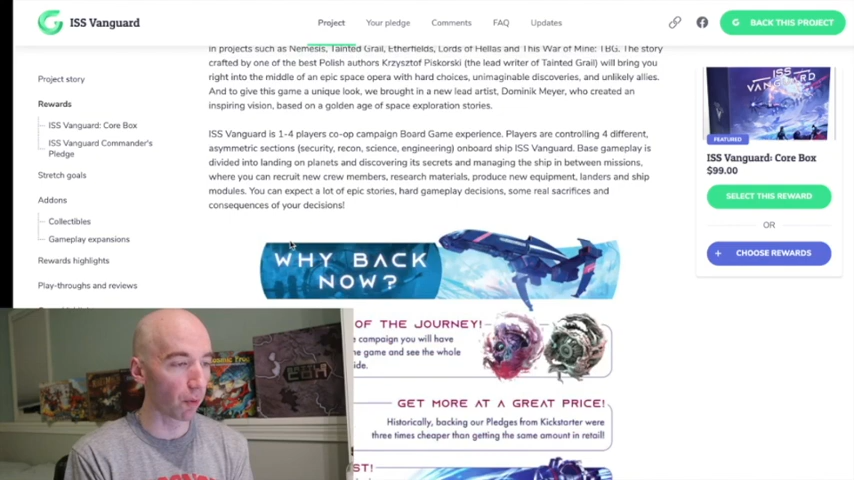 ISS Vanguard
Project
Your pledge
Comments
FAQ
Updates
G BACK THIS PROJECT
Project story
Rewards
ISS Vanguard: Core Box
ISS Vanguard Commander's
Pledge
Stretch goals
Addons
Collectibles
Gameplay expansions
Rewards highlights
Play-throughs and reviews
in projects such as Nemesis, Tainted Grail, Etherfields, Lords of Hellas and This War of Mine: TBG. The story
crafted by one of the best Polish authors Krzysztof Piskorski (the lead writer of Tainted Grail) will bring you
right into the middle of an epic space opera with hard choices, unimaginable discoveries, and unlikely allies.
And to give this game a unique look, we brought in a new lead artist, Dominik Meyer, who created an
inspiring vision, based on a golden age of space exploration stories.
ISS Vanguard is 1-4 players co-op campaign Board Game experience. Players are controlling 4 different,
asymmetric sections (security, recon, science, engineering) onboard ship ISS Vanguard. Base gameplay is
divided into landing on planets and discovering its secrets and managing the ship in between missions,
where you can recruit new crew members, research materials, produce new equipment, landers and ship
modules. You can expect a lot of epic stories, hard gameplay decisions, some real sacrifices and
consequences of your decisions!
WHY BACK
NOW?
OF THE JOURNEY!
campaign you will have
e game and see the whole
ide.
GET MORE AT A GREAT PRICE!
Historically, backing our Pledges from Kickstarter were
three times cheaper than getting the same amount in retail!
ST!
ISS
VANGUARD
FEATURED
ISS Vanguard: Core Box
$99.00
SELECT THIS REWARD
OR
+ CHOOSE REWARDS